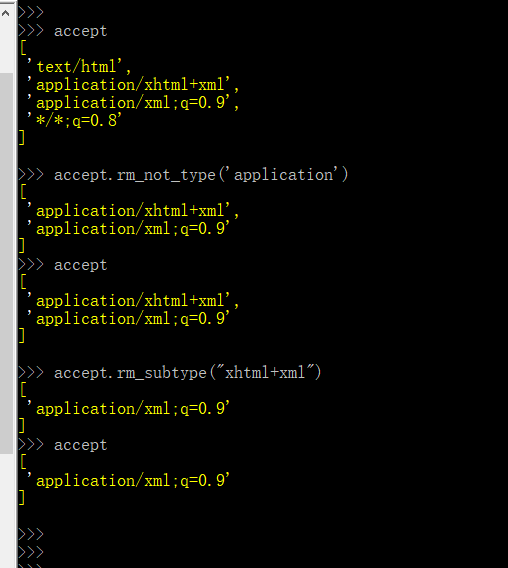 >>>
>>> accept
[
 'text/html',
 'application/xhtml+xml',
 'application/xml;q=0.9',
 '*/*;q=0.8'
]
>>> accept.rm_not_type('application')
[
 'application/xhtml+xml',
 'application/xml;q=0.9'
]
>>> accept
[
 'application/xhtml+xml',
 'application/xml;q=0.9'
]
>>> accept.rm_subtype("xhtml+xml")
[
 'application/xml;q=0.9'
]
>>> accept
[
 'application/xml;q=0.9'
]
>>>
>>>
>>>